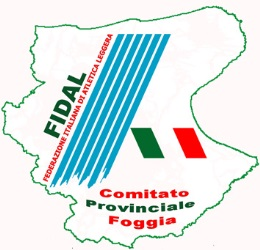 FIDAL
FEDERAZIONE ITALIANA DI ATLETICA LEGGERA
Comitato
Provinciale
Foggia